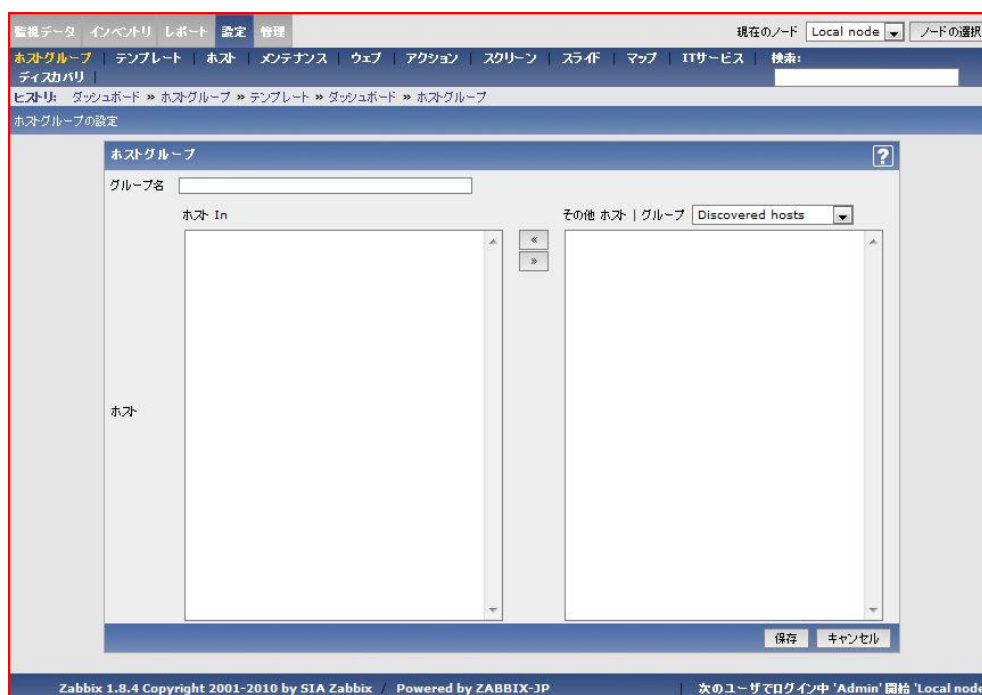 監視データ インベントリ レポート 設定 管理 現在のノード Local node ノードの選択
ホストグループ | テンプレート | ホスト | メンテナンス | ウェブ | アクション | スクリーン | スライド | マップ | ITサービス | 検索:
ディスカバリ |
ヒストリ: ダッシュボード » ホストグループ » テンプレート » ダッシュボード » ホストグループ
ホストグループの設定
ホストグループ ?
グループ名
ホスト In その他 ホスト | グループ Discovered hosts
«
»
ホスト
保存 キャンセル
Zabbix 1.8.4 Copyright 2001-2010 by SIA Zabbix / Powered by ZABBIX-JP | 次のユーザでログイン中 'Admin' 開始 'Local node